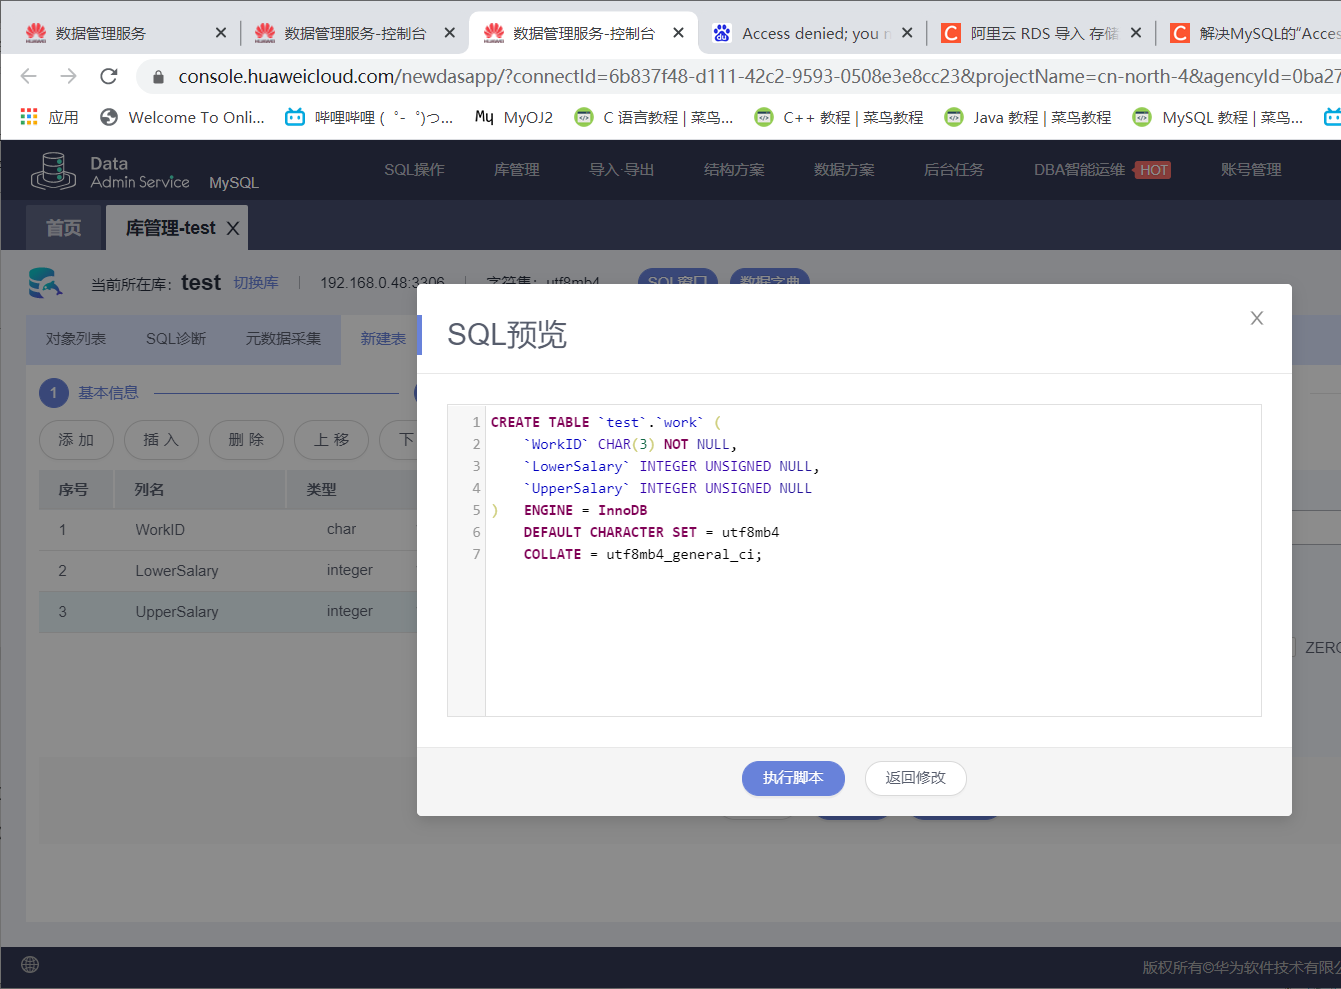 数据管理服务
数据管理服务-控制台
数据管理服务-控制台
Access denied; you n
阿里云 RDS 导入 存储
解决MySQL的“Acces
console.huaweicloud.com/newdasapp/?connectId=6b837f48-d111-42c2-9593-0508e3e8cc23&projectName=cn-north-4&agencyId=0ba27
应用
Welcome To Onli...
哔哩哔哩 ( ゜- ゜)つ...
My MyOJ2
C 语言教程 | 菜鸟...
C++ 教程 | 菜鸟教程
Java 教程 | 菜鸟教程
MySQL 教程 | 菜鸟...
Data
Admin Service
MySQL
SQL操作
库管理
导入·导出
结构方案
数据方案
后台任务
DBA智能运维
HOT
账号管理
首页
库管理-test
当前所在库: test 切换库
192.168.0.48:3306
字符集: utf8mb4
SQL窗口
数据字典
对象列表
SQL诊断
元数据采集
新建表
1 基本信息
添加
插入
删除
上移
下
序号 列名 类型
1 WorkID char
2 LowerSalary integer
3 UpperSalary integer
SQL预览
1 CREATE TABLE `test`.`work` (
2 `WorkID` CHAR(3) NOT NULL,
3 `LowerSalary` INTEGER UNSIGNED NULL,
4 `UpperSalary` INTEGER UNSIGNED NULL
5 ) ENGINE = InnoDB
6 DEFAULT CHARACTER SET = utf8mb4
7 COLLATE = utf8mb4_general_ci;
ZERO
执行脚本
返回修改
版权所有©华为软件技术有限公